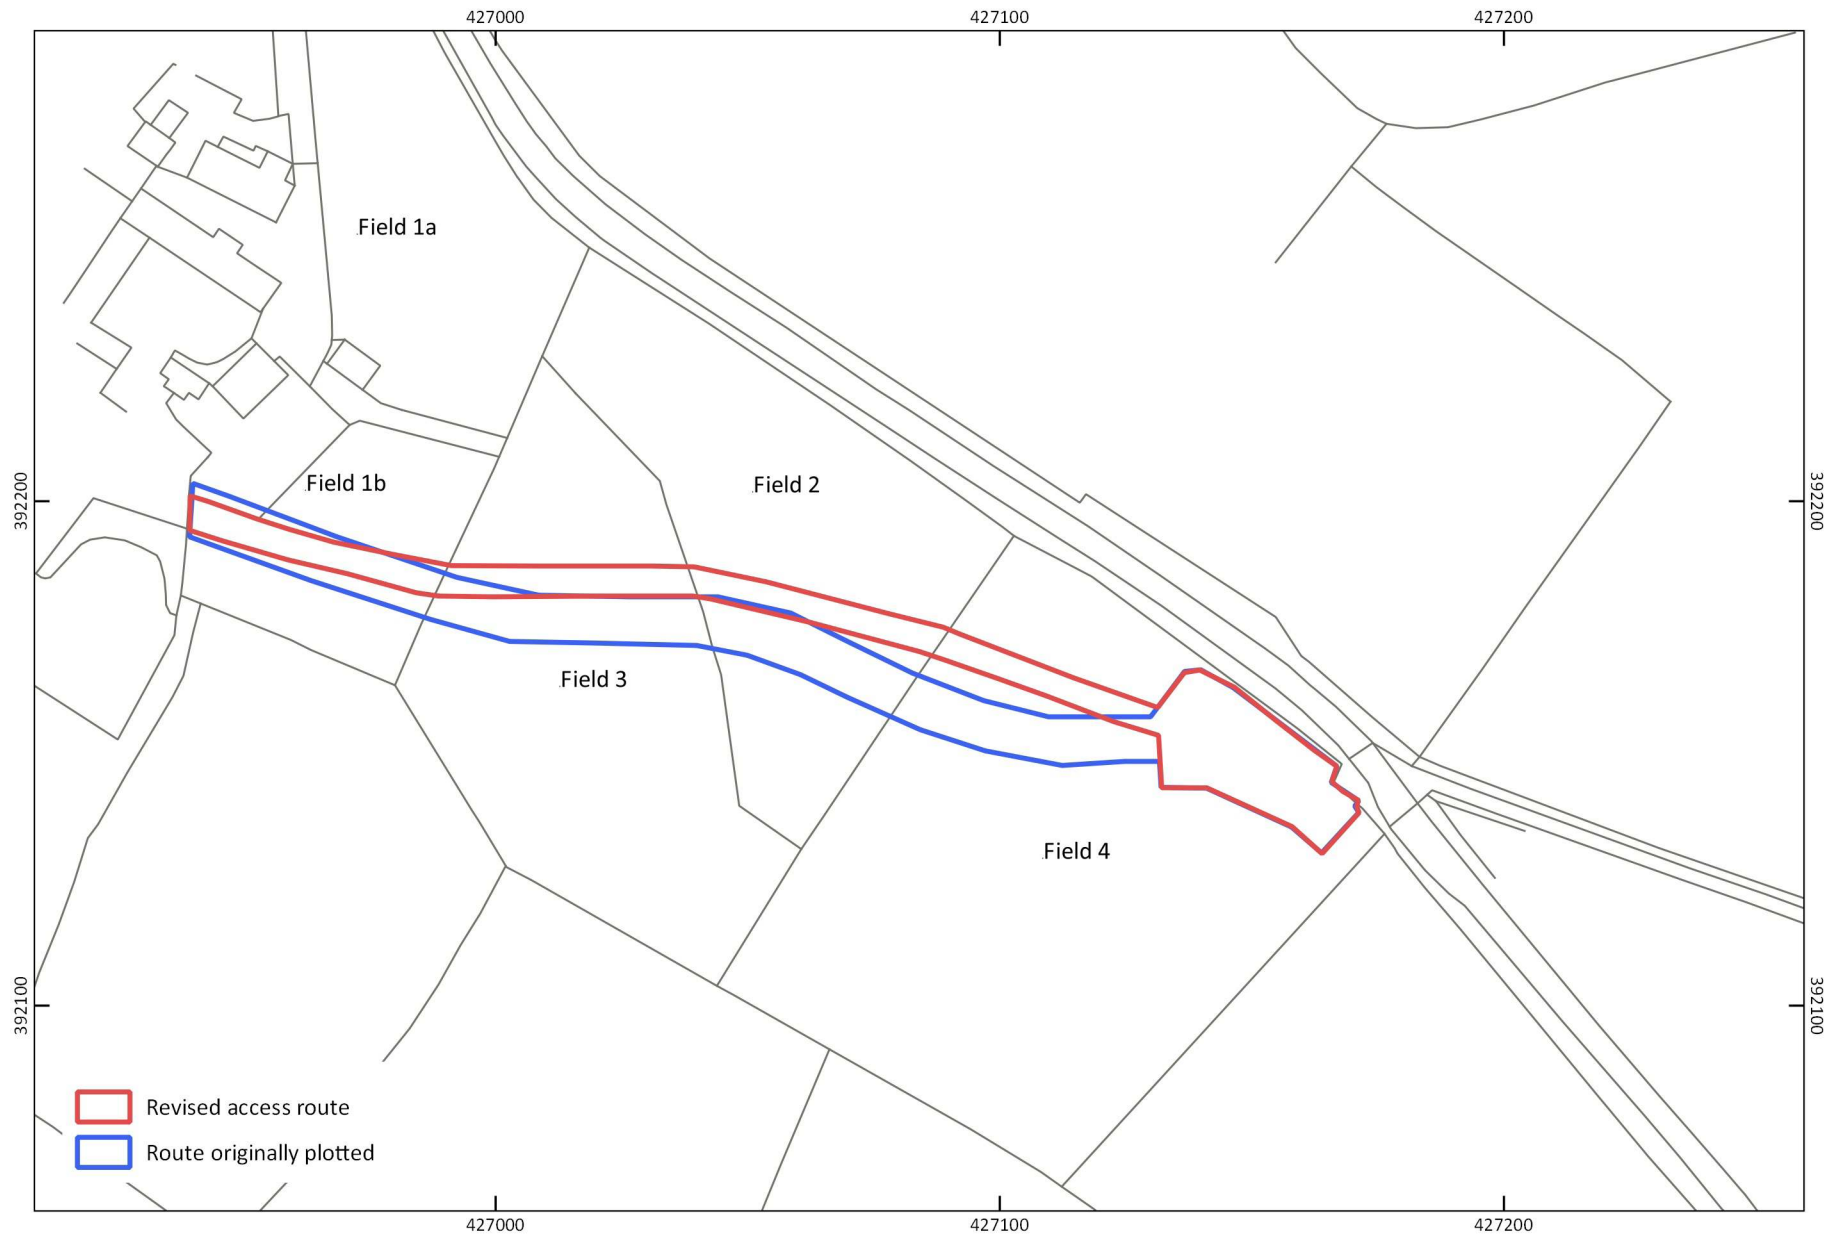 427000
427100
427200
Field 1a
392200
Field 1b
Field 2
392200
Field 3
Field 4
392100
392100
Revised access route
Route originally plotted
427000
427100
427200